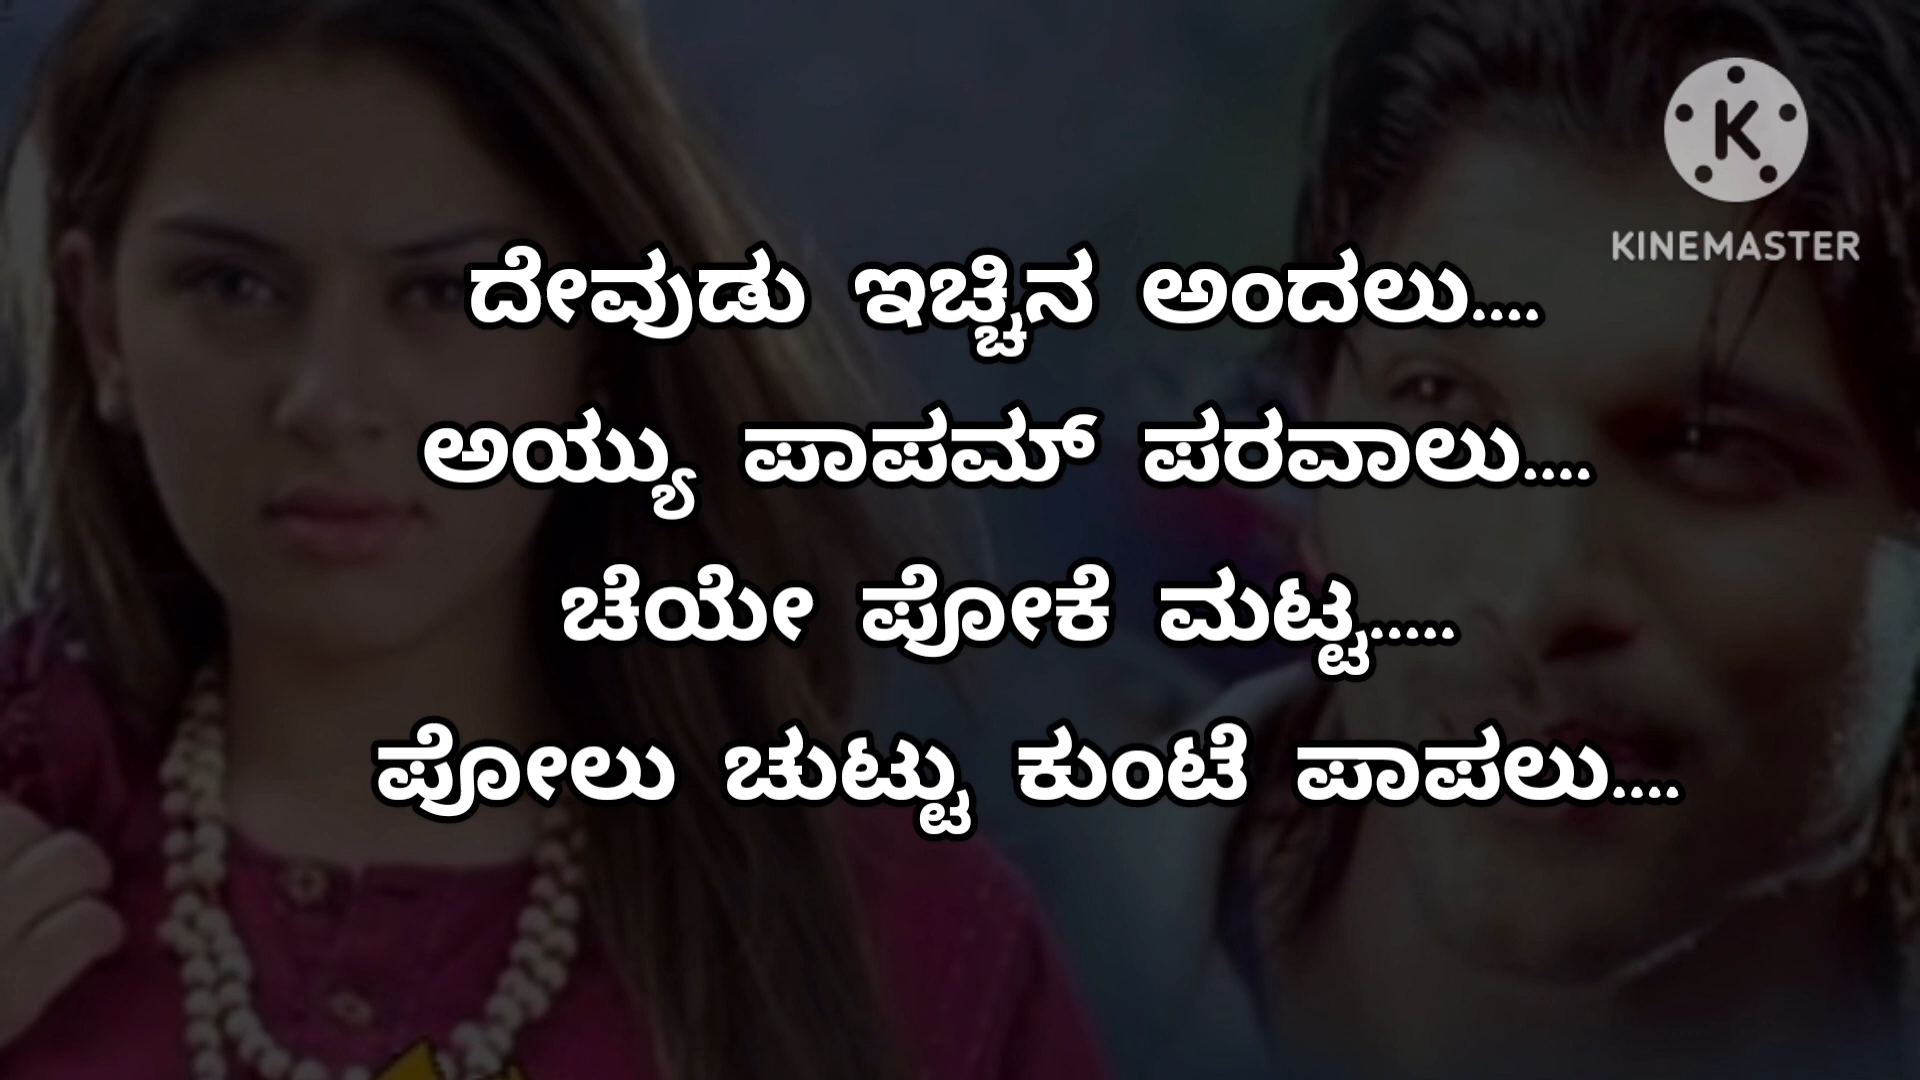 K
KINEMASTER
ದೇವುಡು ಇಚ್ಚಿನ ಅಂದಲು....
ಅಯ್ಯು ಪಾಪಮ್ ಪರವಾಲು....
ಚೆಯೇ ಪೋಕೆ ಮಟ್ಟ.....
ಪೋಲು ಚುಟ್ಟು ಕುಂಟೆ ಪಾಪಲು....